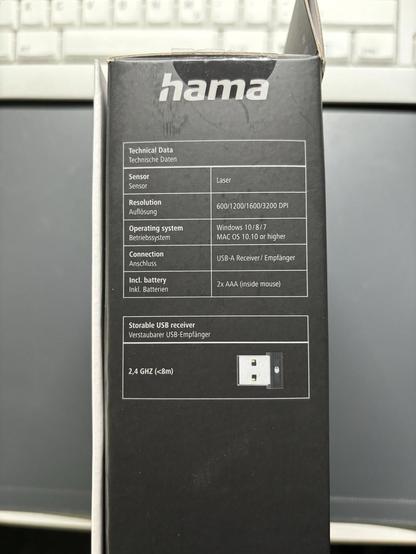 hama
Technical Data
Technische Daten
Sensor
Sensor
Laser
Resolution
Auflösung
600/1200/1600/3200 DPI
Operating system
Betriebssystem
Windows 10/8/7
MAC OS 10.10 or higher
Connection
Anschluss
USB-A Receiver/ Empfänger
Incl. battery
Inkl. Batterien
2x AAA (inside mouse)
Storable USB receiver
Verstaubarer USB-Empfänger
2,4 GHZ (<8m)